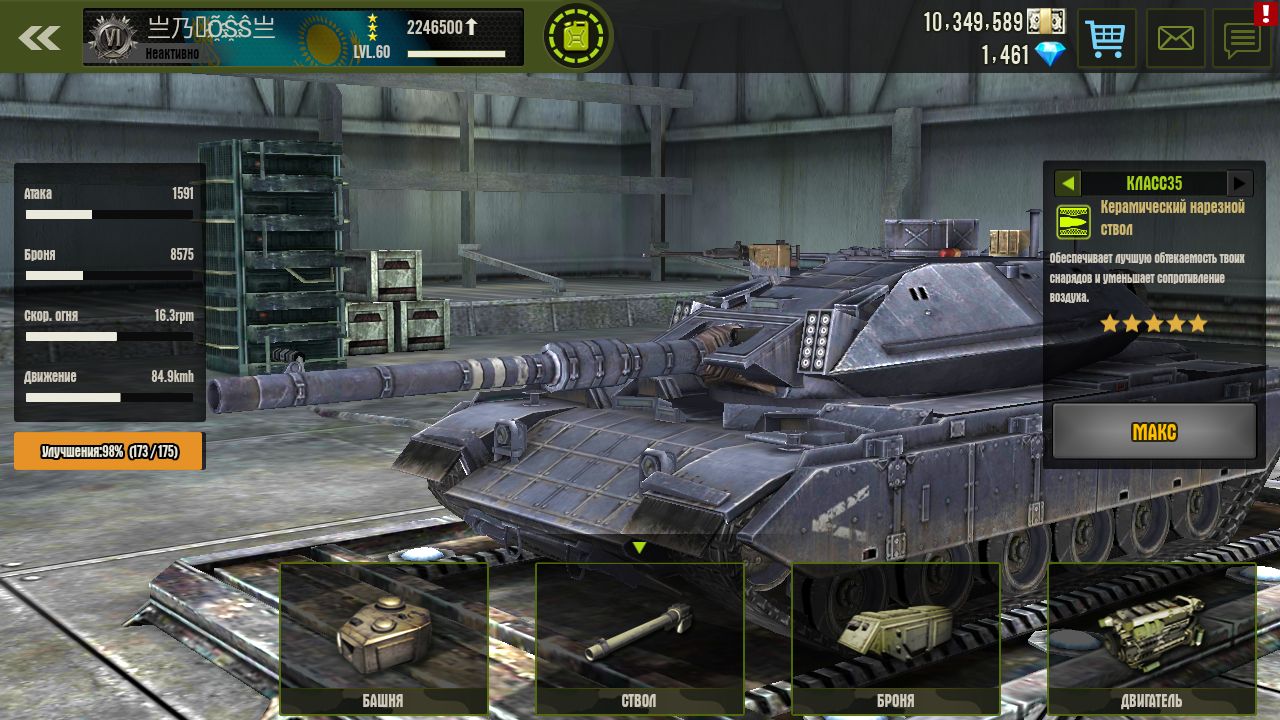 VI
Неактивно
LVL.60
2246500
10,349,589
1,461
!
Атака 1591
Броня 8575
Скор. огня 16.3rpm
Движение 84.9kmh
Улучшения:98% (173/175)
КЛАСС35
Керамический нарезной
ствол
Обеспечивает лучшую обтекаемость твоих
снарядов и уменьшает сопротивление
воздуха.
МАКС
БАШНЯ
СТВОЛ
БРОНЯ
ДВИГАТЕЛЬ